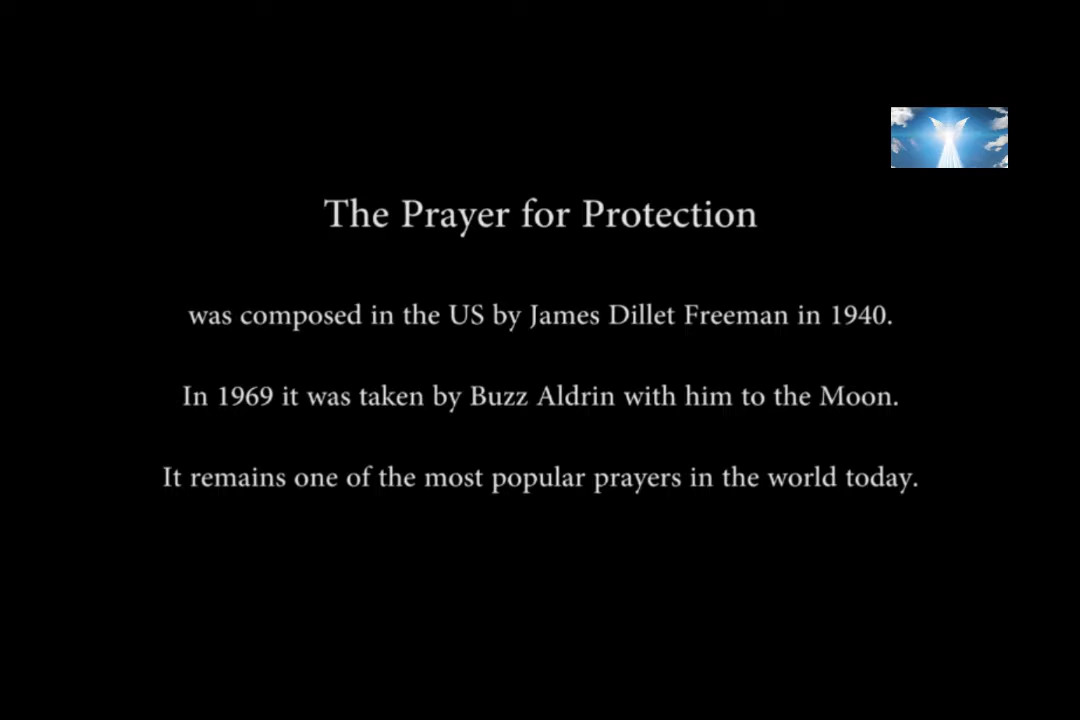 The Prayer for Protection
was composed in the US by James Dillet Freeman in 1940.
In 1969 it was taken by Buzz Aldrin with him to the Moon.
It remains one of the most popular prayers in the world today.